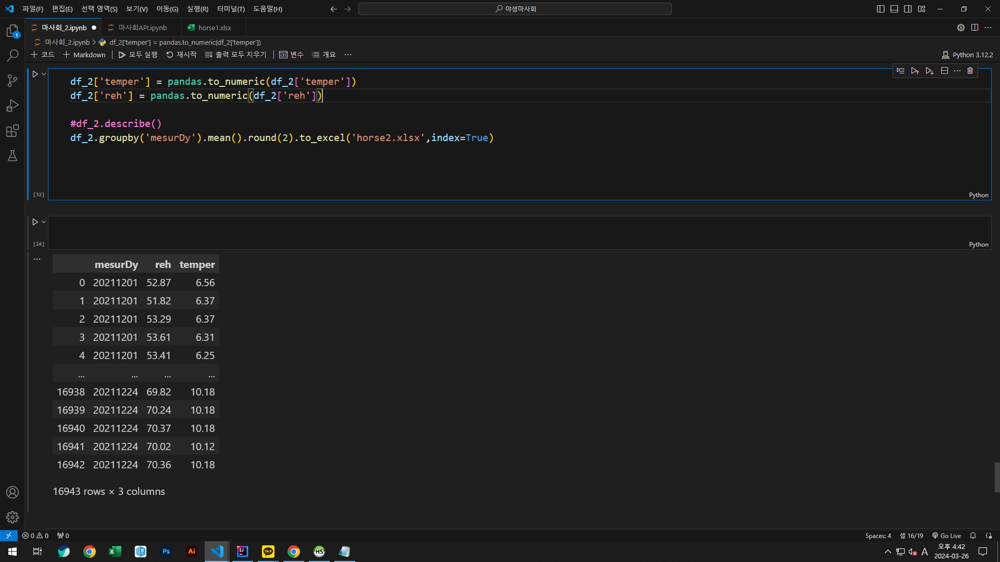 파일(F) 편집(E) 선택 영역(S) 보기(V) 이동(G) 실행(R) 터미널(T) 도움말(H)
야생마사회
마사회_2.ipynb
마사회API.ipynb
horse1.xlsx
마사회_2.ipynb > df_2['temper'] = pandas.to_numeric(df_2['temper'])
코드 Markdown 모두 실행 재시작 출력 모두 지우기 변수 개요 ...
Python 3.12.2
df_2['temper'] = pandas.to_numeric(df_2['temper'])
df_2['reh'] = pandas.to_numeric(df_2['reh'])
#df_2.describe()
df_2.groupby('mesurDy').mean().round(2).to_excel('horse2.xlsx',index=True)
[32]
Python
[24]
Python
...
mesurDy reh temper
0 20211201 52.87 6.56
1 20211201 51.82 6.37
2 20211201 53.29 6.37
3 20211201 53.61 6.31
4 20211201 53.41 6.25
... ... ... ...
16938 20211224 69.82 10.18
16939 20211224 70.24 10.18
16940 20211224 70.37 10.18
16941 20211224 70.02 10.12
16942 20211224 70.36 10.18
16943 rows × 3 columns
1
0 0 0
Spaces: 4 셀 16/19 Go Live
Ps Ai IJ TALK HS
A
오후 4:42
2024-03-26